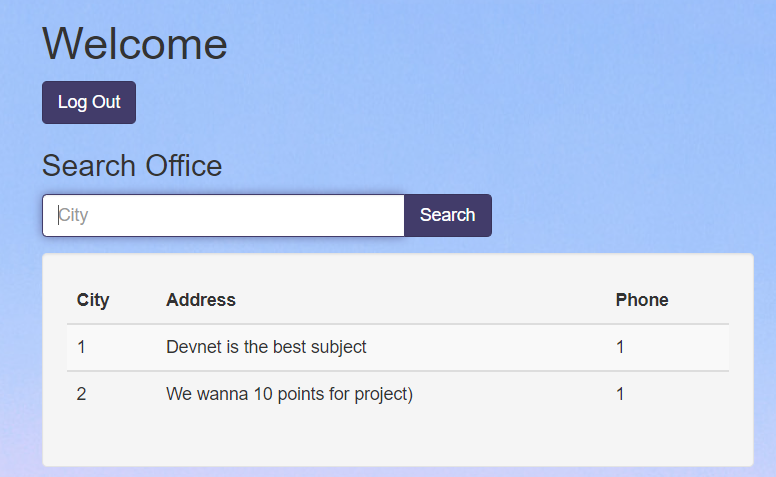 Welcome
Log Out
Search Office
City Search
City Address Phone
1 Devnet is the best subject 1
2 We wanna 10 points for project) 1